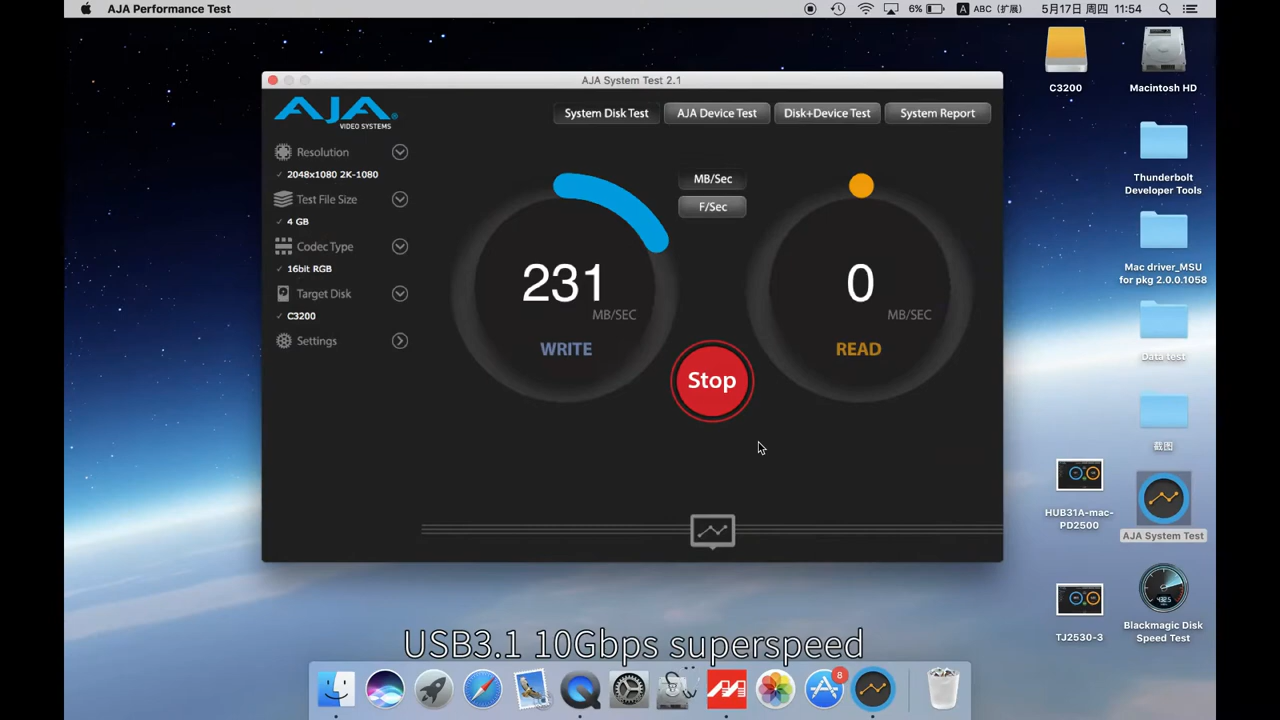 AJA Performance Test
6%
A
ABC (扩展)
5月17日 周四 11:54
AJA System Test 2.1
AJA
VIDEO SYSTEMS
System Disk Test
AJA Device Test
Disk+Device Test
System Report
Resolution
✓ 2048x1080 2K-1080
Test File Size
✓ 4 GB
Codec Type
✓ 16bit RGB
Target Disk
✓ C3200
Settings
MB/Sec
F/Sec
231
MB/SEC
WRITE
0
MB/SEC
READ
Stop
C3200
Macintosh HD
Thunderbolt
Developer Tools
Mac driver_MSU
for pkg 2.0.0.1058
Data test
截图
HUB31A-mac-
PD2500
AJA System Test
TJ2530-3
Blackmagic Disk
Speed Test
USB3.1 10Gbps superspeed
8